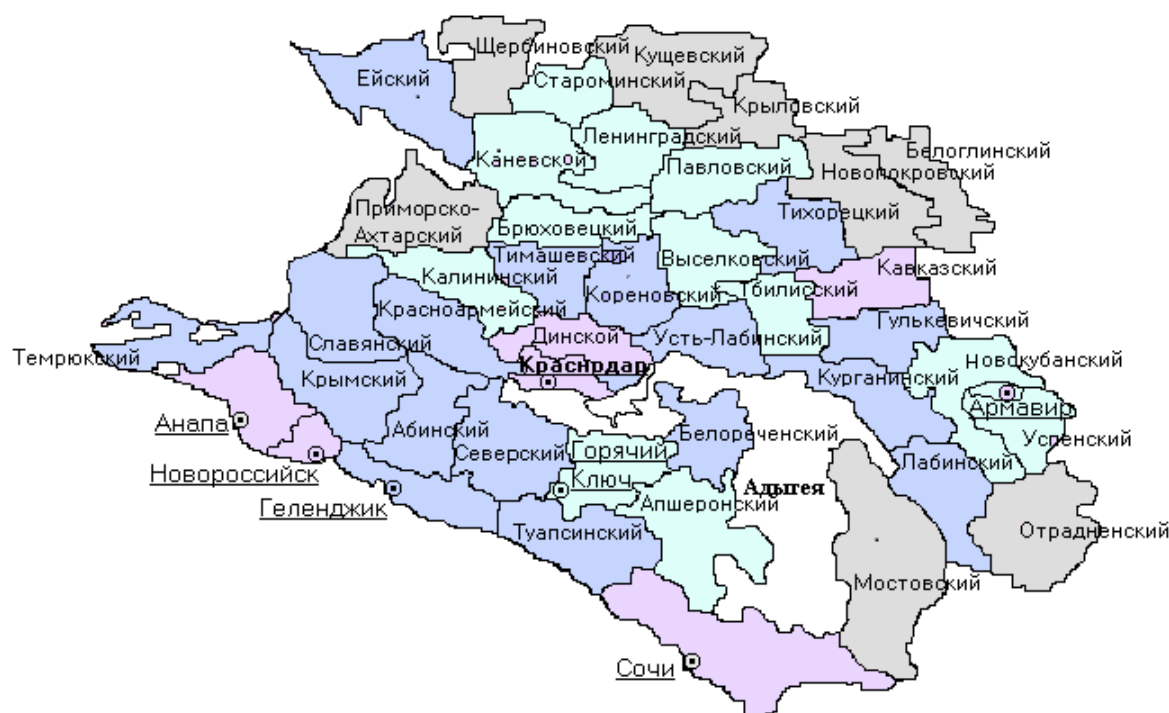 Щербиновский
Кущевский
Ейский
Староминский
Крыловский
Ленинградский
Белоглинский
Каневской
Павловский
Новопокровский
Приморско-
Ахтарский
Тихорецкий
Брюховецкий
Тимашевский
Выселковский
Калининский
Кавказский
Кореновский
Тбилисский
Красноармейский
Гулькевичский
Динской
Усть-Лабинский
Славянский
Темрюкский
Краснрдар
Новокубанский
Крымский
Курганинский
Армавир
Анапа
Абинский
Белореченский
Успенский
Северский
Горячий
Ключ
Новороссийск
Лабинский
Адыгея
Апшеронский
Геленджик
Туапсинский
Отрадненский
Мостовский
Сочи